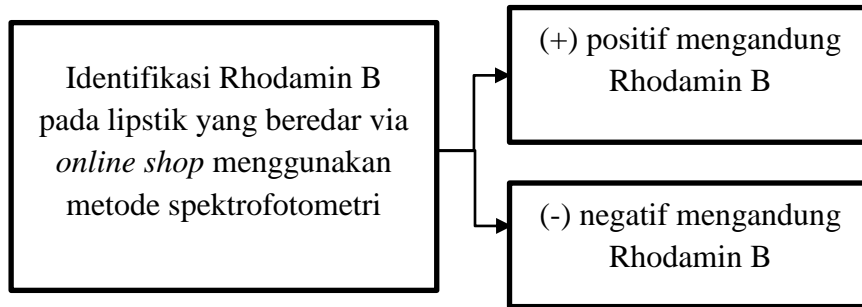 Identifikasi Rhodamin B
pada lipstik yang beredar via
online shop menggunakan
metode spektrofotometri
(+) positif mengandung
Rhodamin B
(-) negatif mengandung
Rhodamin B